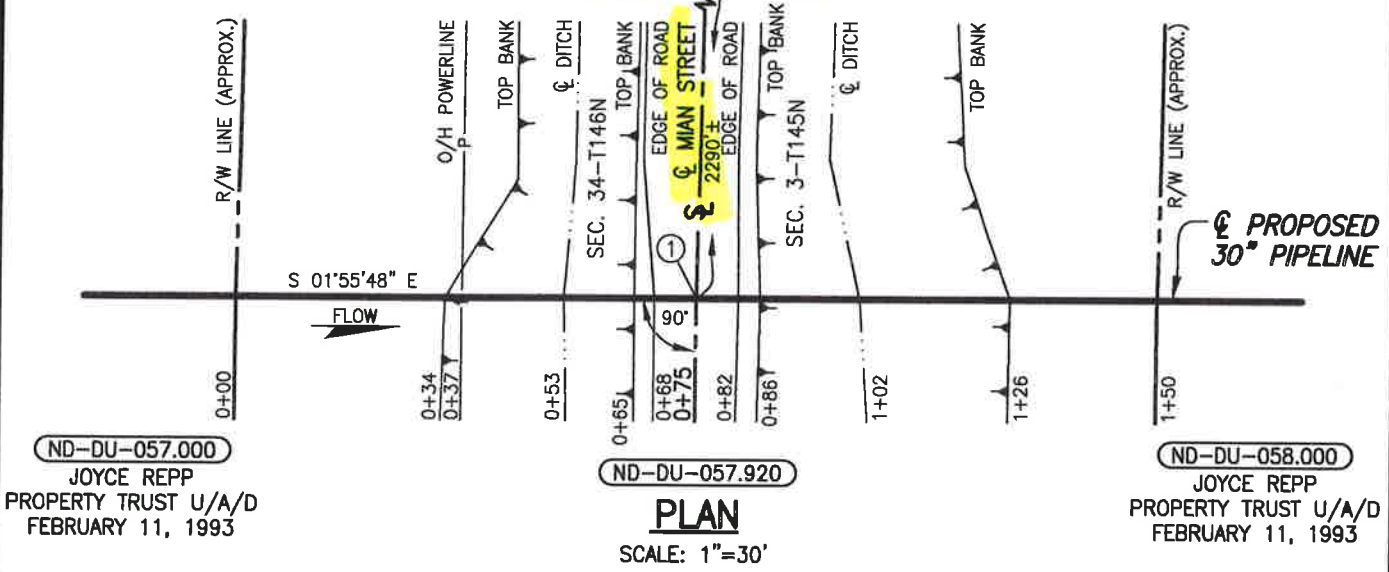 R/W LINE (APPROX.)
O/H POWERLINE
P
TOP BANK
℄ DITCH
SEC. 34-T146N
TOP BANK
EDGE OF ROAD
℄ MIAN STREET
2290'±
EDGE OF ROAD
TOP BANK
SEC. 3-T145N
℄ DITCH
TOP BANK
R/W LINE (APPROX.)
℄ PROPOSED
30" PIPELINE
S 01°55'48" E
FLOW
1
90°
0+00
0+34
0+37
0+53
0+65
0+68
0+75
0+82
0+86
1+02
1+26
1+50
ND-DU-057.000
JOYCE REPP
PROPERTY TRUST U/A/D
FEBRUARY 11, 1993
ND-DU-057.920
PLAN
SCALE: 1"=30'
ND-DU-058.000
JOYCE REPP
PROPERTY TRUST U/A/D
FEBRUARY 11, 1993